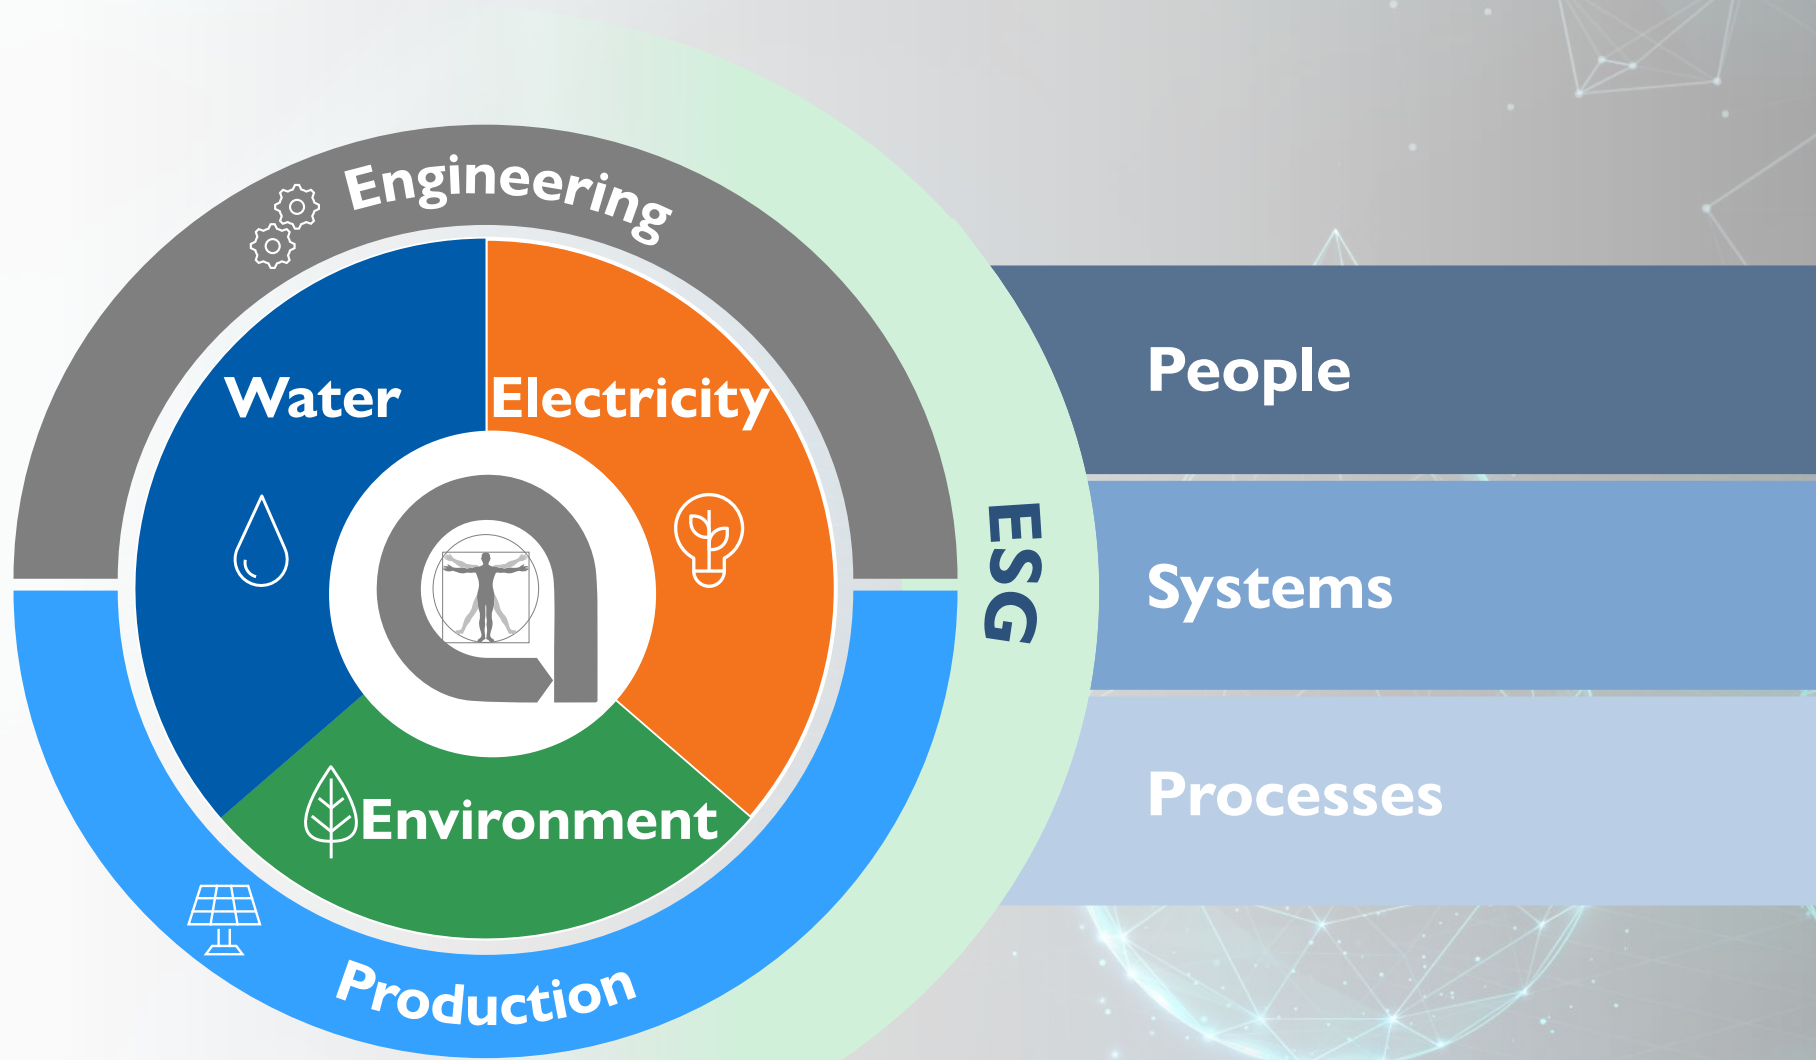 Engineering
Water
Electricity
Environment
Production
ESG
People
Systems
Processes